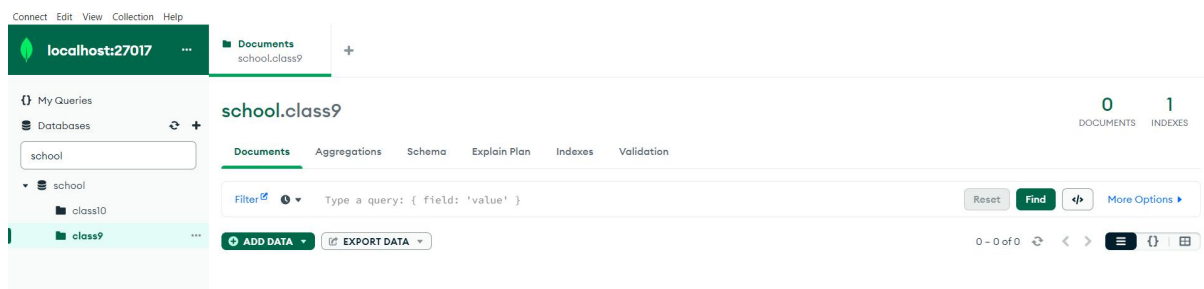 Connect Edit View Collection Help
localhost:27017 ...
Documents
school.class9
+
{} My Queries
Databases +
school
school
class10
class9 ...
school.class9
0 1
DOCUMENTS INDEXES
Documents Aggregations Schema Explain Plan Indexes Validation
Filter Type a query: { field: 'value' } Reset Find </> More Options
ADD DATA EXPORT DATA 0 – 0 of 0 < > {}